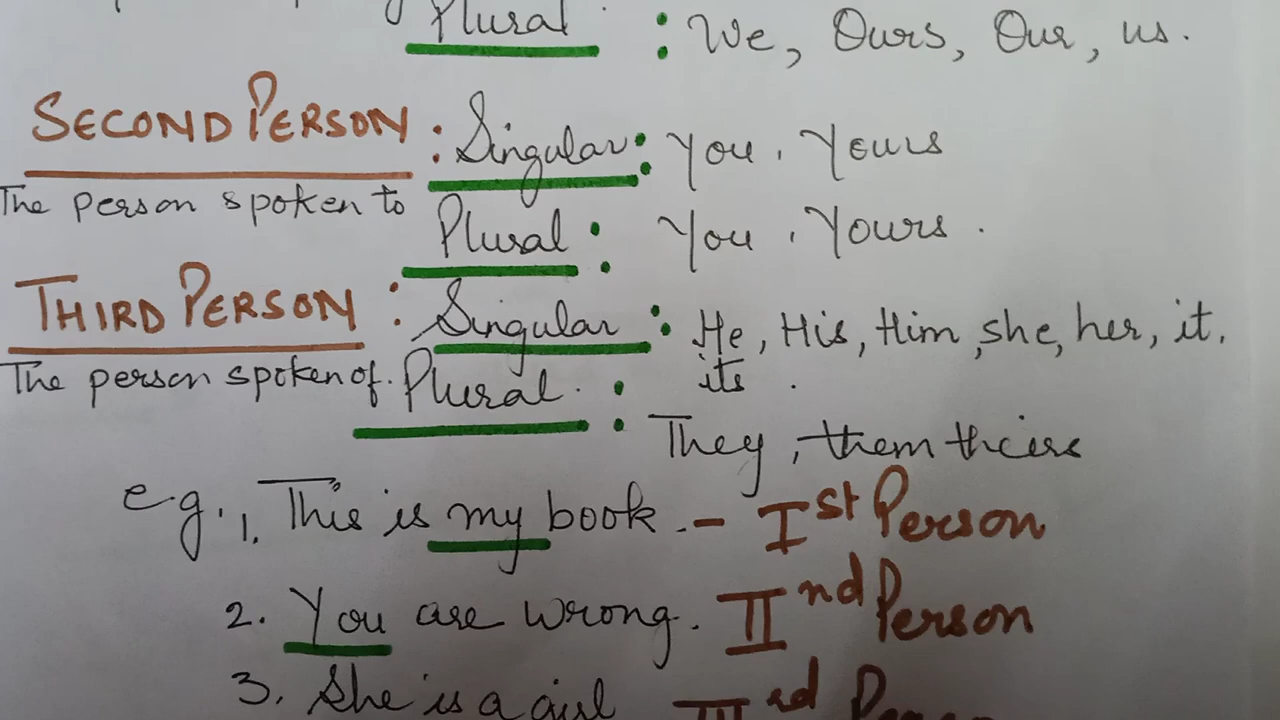 Plural : We, Ours, Our, us.
SECOND PERSON : Singular : You, Yours
The person spoken to
Plural : You, Yours.
THIRD PERSON : Singular : He, His, Him, she, her, it,
its.
The person spoken of. Plural :
They, them theirs
e.g. 1. This is my book. - Ist Person
2. You are wrong. IInd Person
3. She is a girl IIIrd Person